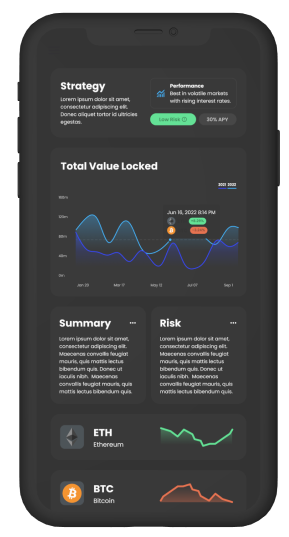 Strategy
Lorem ipsum dolor sit amet,
consectetur adipiscing elit.
Donec aliquet tortor id ultricies
egestas.
Performance
Best in volatile markets
with rising interest rates.
Low RISK
30% APY
Total Value Locked
2021 2022
Jun 16, 2022 8:14 PM
Jan 20
Mar 17
May 12
Jul 07
Sep 1
Summary
Lorem ipsum dolor sit amet,
consectetur adipiscing elit.
Maecenas convallis feugiat
mauris, quis mattis lectus
bibendum quis. Donec ut
iaculis nibh. Maecenas
convallis feugiat mauris, quis
mattis lectus bibendum quis.
Risk
Lorem ipsum dolor sit amet,
consectetur adipiscing elit.
Maecenas convallis feugiat
mauris, quis mattis lectus
bibendum quis. Donec ut
iaculis nibh. Maecenas
convallis feugiat mauris, quis
mattis lectus bibendum quis.
ETH
Ethereum
BTC
Bitcoin